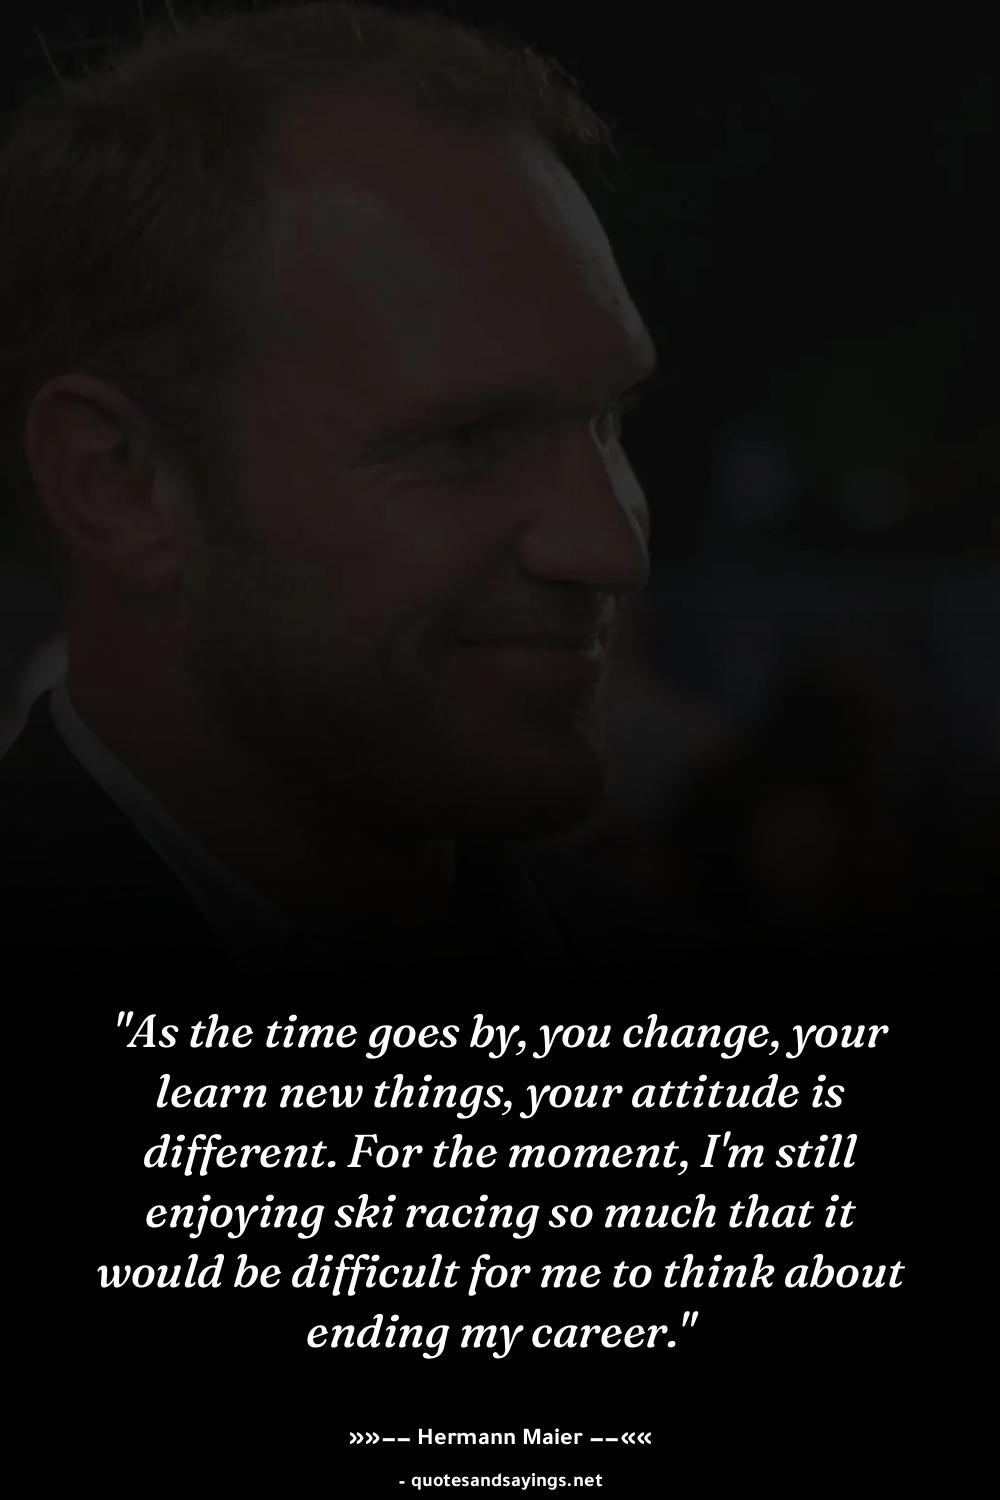 "As the time goes by, you change, your
learn new things, your attitude is
different. For the moment, I'm still
enjoying ski racing so much that it
would be difficult for me to think about
ending my career."
»»–– Hermann Maier ––««
- quotesandsayings.net